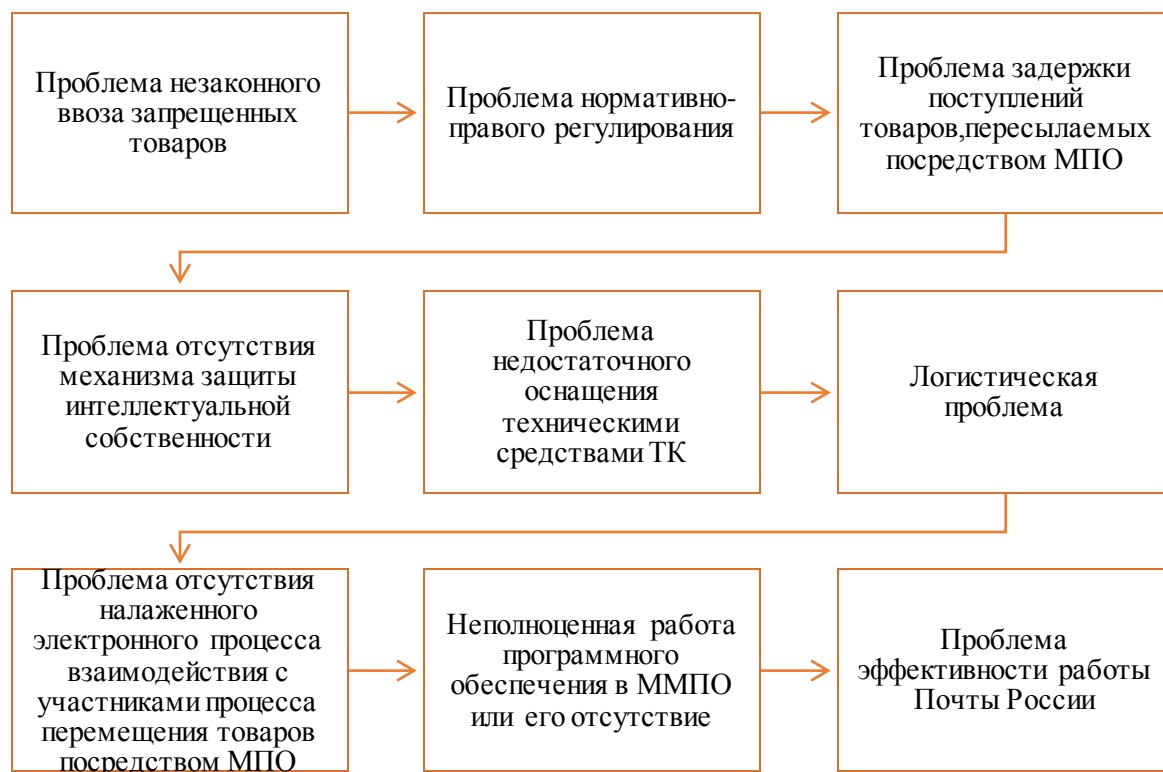 Проблема незаконного
ввоза запрещенных
товаров
Проблема нормативно-
правого регулирования
Проблема задержки
поступлений
товаров,пересылаемых
посредством МПО
Проблема отсутствия
механизма защиты
интеллектуальной
собственности
Проблема
недостаточного
оснащения
техническими
средствами ТК
Логистическая
проблема
Проблема отсутствия
налаженного
электронного процесса
взаимодействия с
участниками процесса
перемещения товаров
посредством МПО
Неполноценная работа
программного
обеспечения в ММПО
или его отсутствие
Проблема
эффективности работы
Почты России